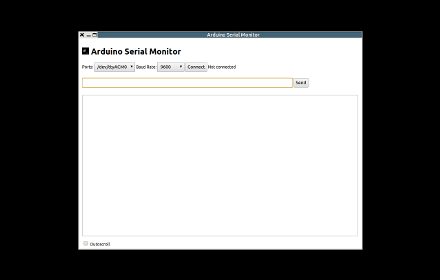 Arduino Serial Monitor
Arduino Serial Monitor
Ports /dev/ttyACM0 Baud Rate 9600 Connect Not connected
Send
Autoscroll